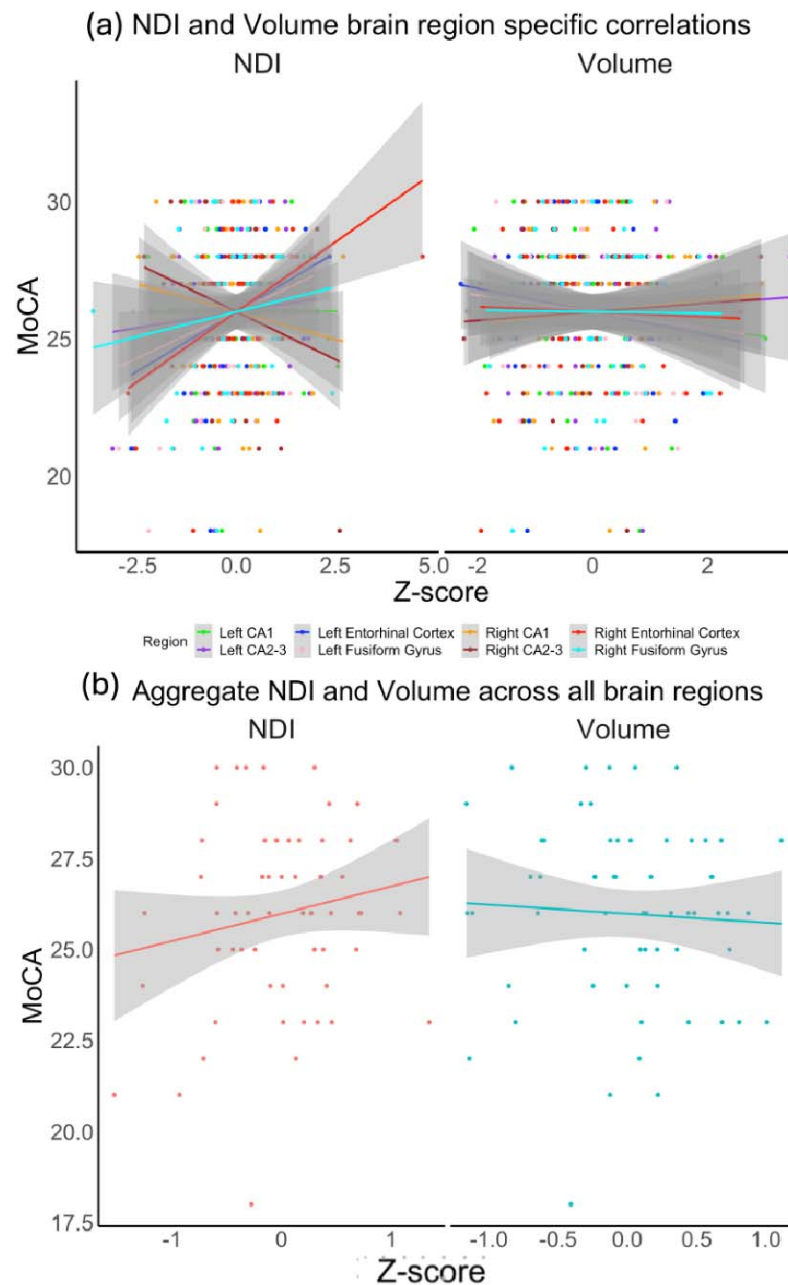 (a) NDI and Volume brain region specific correlations
NDI Volume
30
25
20
MoCA
-2.5 0.0 2.5 5.0 -2 0 2
Z-score
Region Left CA1 Left Entorhinal Cortex Right CA1 Right Entorhinal Cortex
Left CA2-3 Left Fusiform Gyrus Right CA2-3 Right Fusiform Gyrus
(b) Aggregate NDI and Volume across all brain regions
NDI Volume
30.0
27.5
25.0
22.5
20.0
17.5
MoCA
-1 0 1 -1.0 -0.5 0.0 0.5 1.0
Z-score